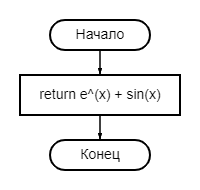 Начало
return e^(x) + sin(x)
Конец